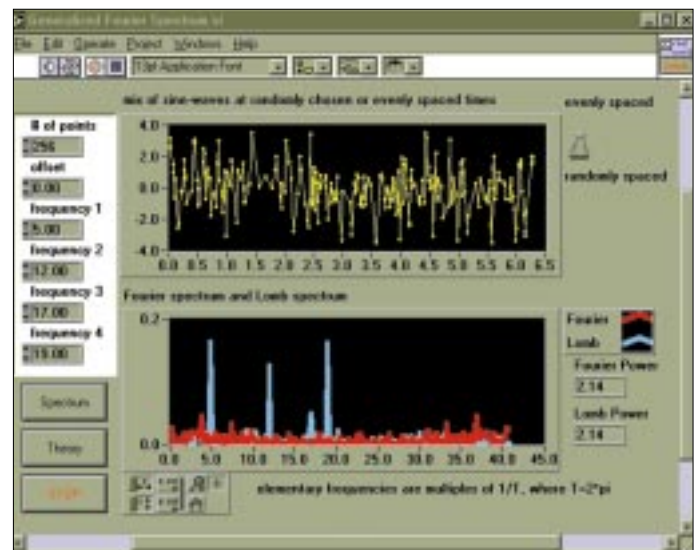 Generalized Fourier Spectrum.vi
File Edit Operate Project Windows Help
13pt Application Font
mix of sine-waves at randomly chosen or evenly spaced times
evenly spaced
randomly spaced
# of points
256
offset
0.00
frequency 1
5.00
frequency 2
12.00
frequency 3
17.00
frequency 4
19.00
4.0
2.0
0.0
-2.0
-4.0
0.0 0.5 1.0 1.5 2.0 2.5 3.0 3.5 4.0 4.5 5.0 5.5 6.0 6.5
Fourier spectrum and Lomb spectrum
0.2
0.0
0.0 5.0 10.0 15.0 20.0 25.0 30.0 35.0 40.0 45.0
Fourier
Lomb
Fourier Power
2.14
Lomb Power
2.14
Spectrum
Theory
STOP
elementary frequencies are multiples of 1/T, where T=2*pi